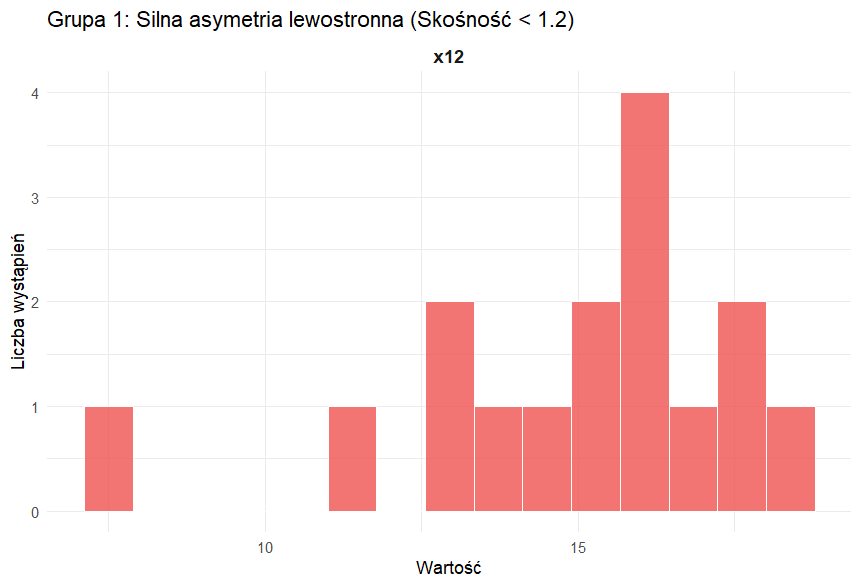 Grupa 1: Silna asymetria lewostronna (Skośność < 1.2)
x12
Liczba wystąpień
4
3
2
1
0
10
15
Wartość